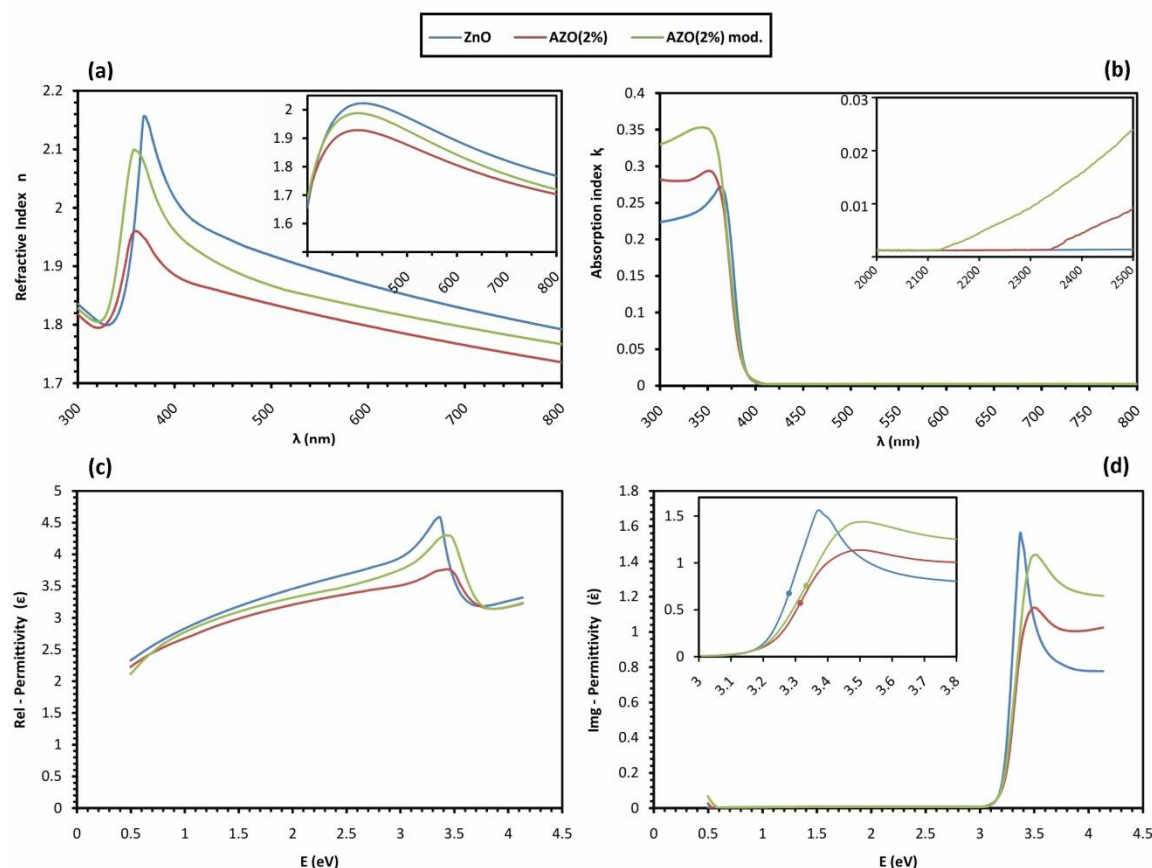 ZnO AZO(2%) AZO(2%) mod.
(a)
Refractive Index n
2.2
2.1
2
1.9
1.8
1.7
300 400 500 600 700 800
λ (nm)
2
1.9
1.8
1.7
1.6
500 600 700 800
(b)
Absorption index k
0.4
0.35
0.3
0.25
0.2
0.15
0.1
0.05
0
300 350 400 450 500 550 600 650 700 750 800
λ (nm)
0.03
0.02
0.01
0.00
2000 2100 2200 2300 2400 2500
(c)
Rel - Permittivity (ε)
5
4.5
4
3.5
3
2.5
2
1.5
1
0.5
0
0 0.5 1 1.5 2 2.5 3 3.5 4 4.5
E (eV)
(d)
Img - Permittivity (ε)
1.8
1.6
1.4
1.2
1
0.8
0.6
0.4
0.2
0
0 0.5 1 1.5 2 2.5 3 3.5 4 4.5
E (eV)
1.5
1
0.5
0
3 3.1 3.2 3.3 3.4 3.5 3.6 3.7 3.8